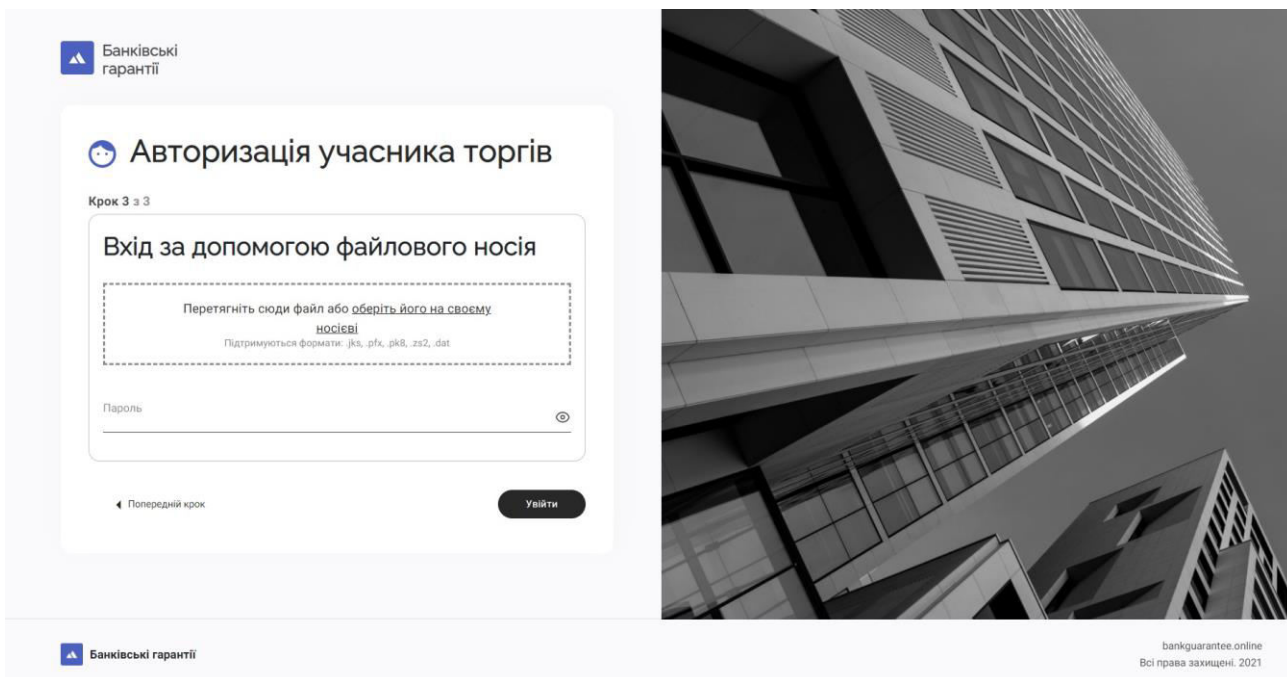 Банківські
гарантії
Авторизація учасника торгів
Крок 3 з 3
Вхід за допомогою файлового носія
Перетягніть сюди файл або оберіть його на своєму
носієві
Підтримуються формати: .jks, .pfx, .pk8, .zs2, .dat
Пароль
Попередній крок
Увійти
Банківські гарантії
bankguarantee.online
Всі права захищені. 2021